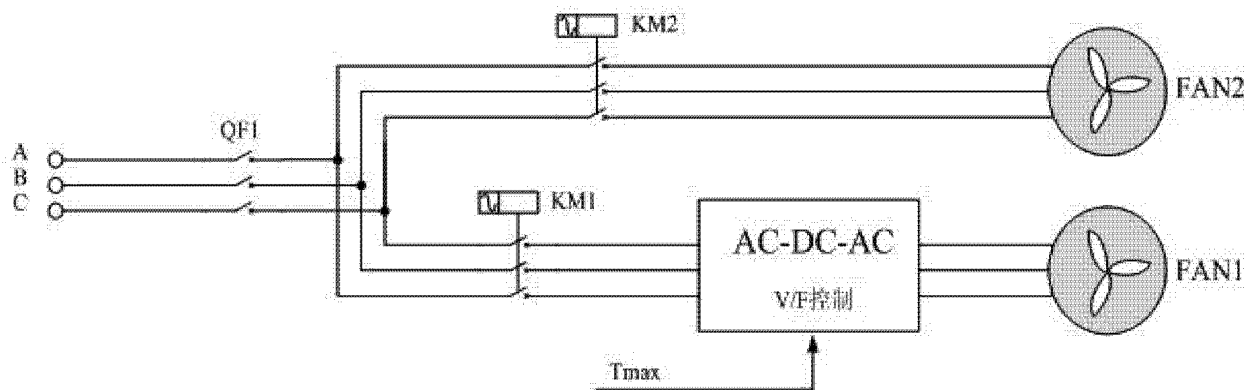 KM2
FAN2
QF1
A
B
C
KM1
AC-DC-AC
V/F控制
FAN1
Tmax